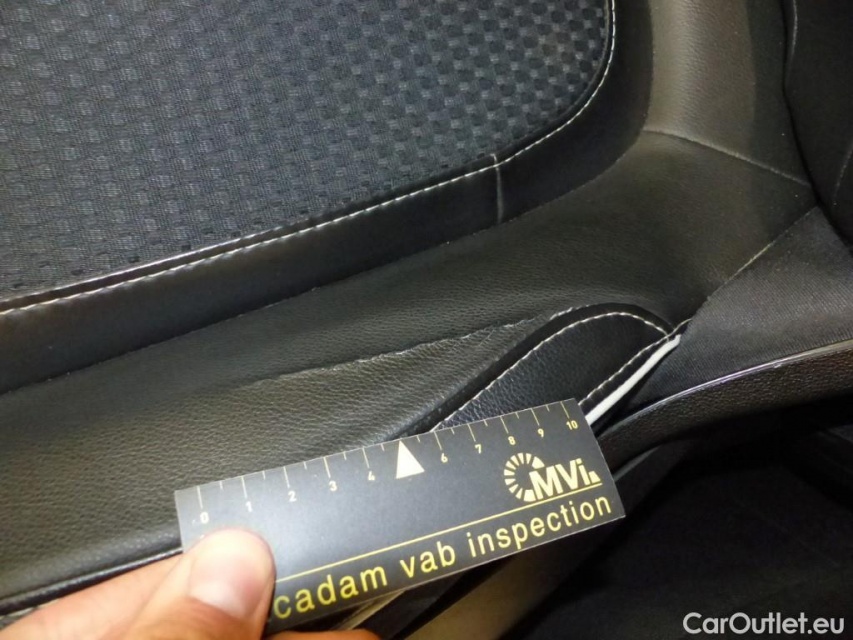 0 1 2 3 4 6 7 8 9 10
MVi
cadam vab inspection
CarOutlet.eu